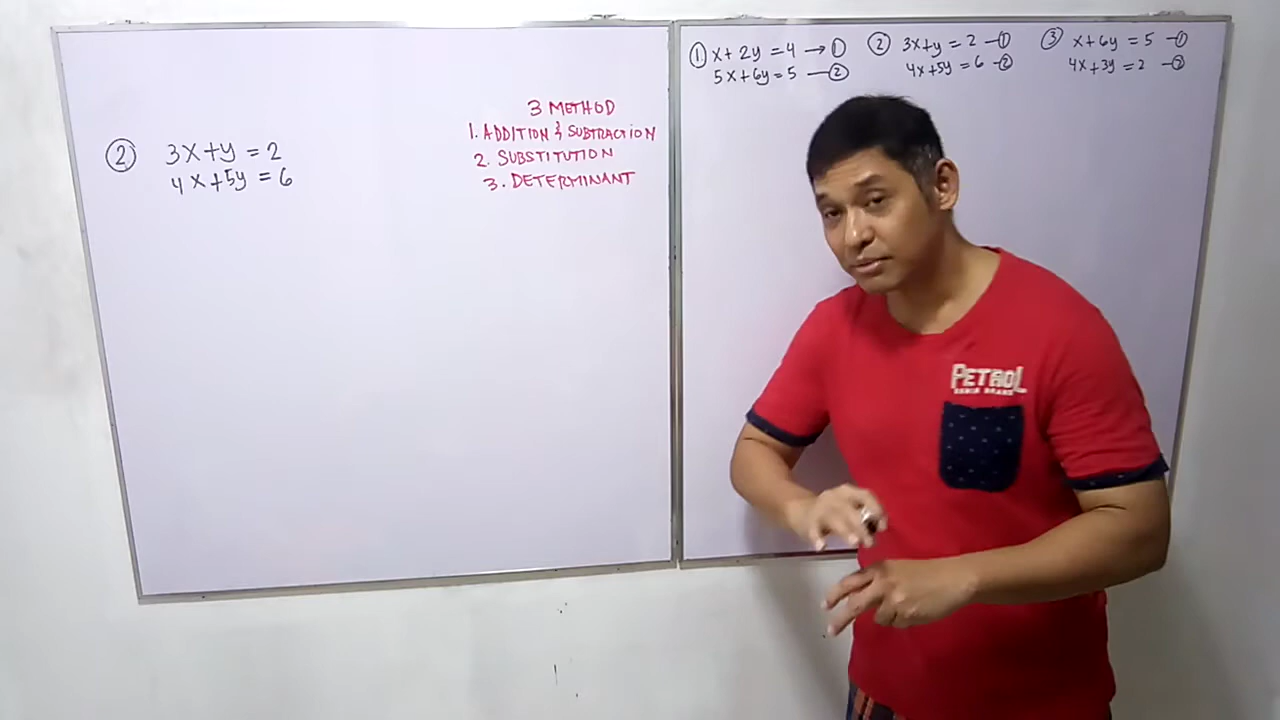 ② 3x+y = 2
4x+5y = 6
3 METHOD
1. ADDITION & SUBTRACTION
2. SUBSTITUTION
3. DETERMINANT
① x+2y = 4 → ①
5x+6y = 5 — ②
② 3x+y = 2 — ①
4x+5y = 6 — ②
③ x+6y = 5 — ①
4x+3y = 2 — ②
PETROL